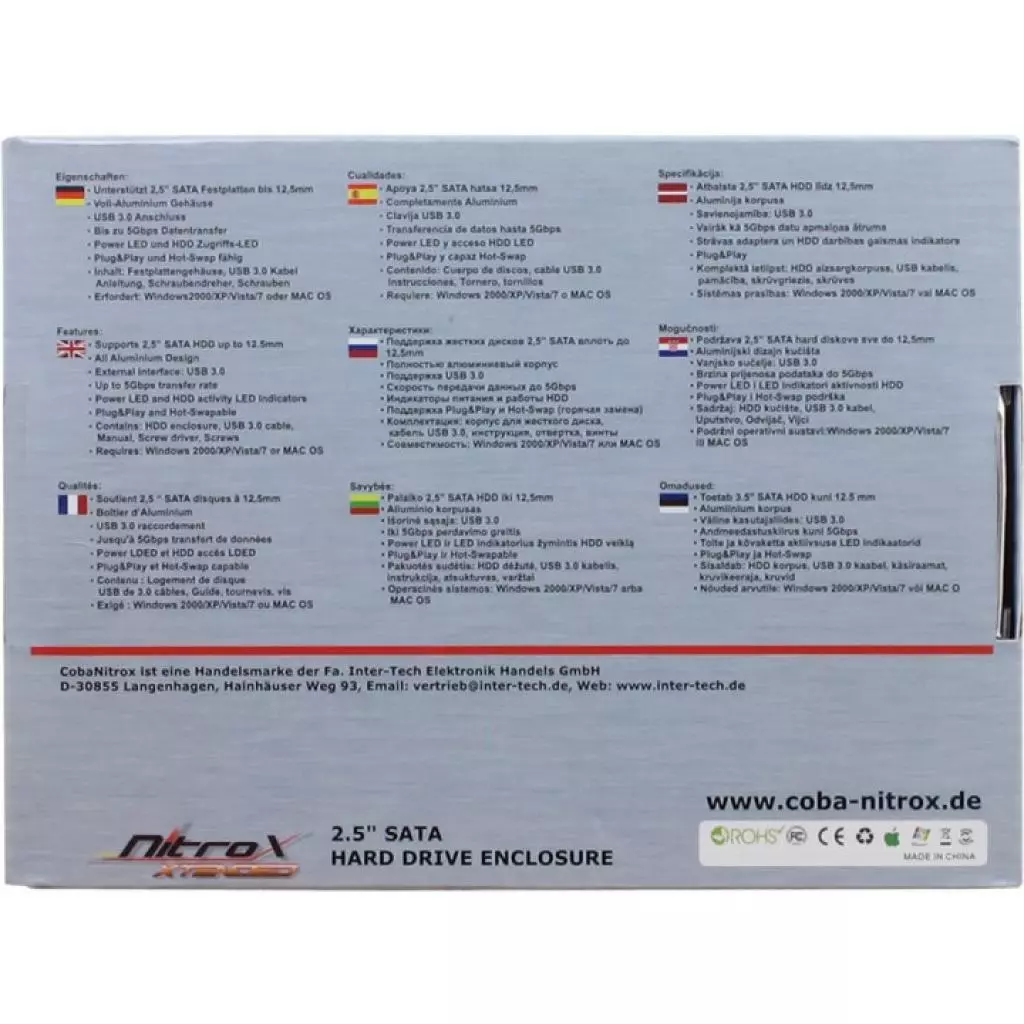 Eigenschaften:
- Unterstützt 2,5" SATA Festplatten bis 12,5mm
- Voll-Aluminium Gehäuse
- USB 3.0 Anschluss
- Bis zu 5Gbps Datentransfer
- Power LED und HDD Zugriffs-LED
- Plug&Play und Hot-Swap fähig
- Inhalt: Festplattengehäuse, USB 3.0 Kabel
Anleitung, Schraubendreher, Schrauben
- Erfordert: Windows2000/XP/Vista/7 oder MAC OS
Cualidades:
- Apoya 2,5" SATA hatsa 12,5mm
- Completamente Aluminium
- Clavija USB 3.0
- Transferencia de datos hasta 5Gbps
- Power LED y acceso HDD LED
- Plug&Play y capaz Hot-Swap
- Contenido: Cuerpo de discos, cable USB 3.0
Instrucciones, Tornero, tornillos
- Requiere: Windows 2000/XP/Vista/7 o MAC OS
Specifikācija:
- Atbalsta 2,5" SATA HDD līdz 12,5mm
- Alumīnija korpuss
- Savienojamība: USB 3.0
- Vairāk kā 5Gbps datu apmaiņas ātrums
- Strāvas adaptera un HDD darbības gaismas indikators
- Plug&Play
- Komplektā ietilpst: HDD aizsargkorpuss, USB kabelis,
pamācība, skrūvgriezis, skrūves
- Sistēmas prasības: Windows 2000/XP/Vista/7 vai MAC OS
Features:
- Supports 2,5" SATA HDD up to 12.5mm
- All Aluminium Design
- External interface: USB 3.0
- Up to 5Gbps transfer rate
- Power LED and HDD activity LED indicators
- Plug&Play and Hot-Swapable
- Contains: HDD enclosure, USB 3.0 cable,
Manual, Screw driver, Screws
- Requires: Windows 2000/XP/Vista/7 or MAC OS
Характеристики:
- Поддержка жестких дисков 2,5" SATA вплоть до
12,5mm
- Полностью алюминиевый корпус
- Поддержка USB 3.0
- Скорость передачи данных до 5Gbps
- Индикаторы питания и работы HDD
- Поддержка Plug&Play и Hot-Swap (горячая замена)
- Комплектация: корпус для жесткого диска,
кабель USB 3.0, инструкция, отвертка, винты
- Совместимость: Windows 2000/XP/Vista/7 или MAC OS
Mogučnosti:
- Podržava 2,5" SATA hard diskove sve do 12,5mm
- Aluminijski dizajn kučišta
- Vanjsko sučelje: USB 3.0
- Brzina prijenosa podataka do 5Gbps
- Power LED i LED indikatori aktivnosti HDD
- Plug&Play i Hot-Swap podrška
- Sadržaj: HDD kučište, USB 3.0 kabel,
Uputstvo, Odvijač, Vijci
- Podržni operativni sustavi:Windows 2000/XP/Vista/7
ili MAC OS
Qualités:
- Soutient 2,5 " SATA disques à 12,5mm
- Boîtier d'Aluminium
- USB 3.0 raccordement
- Jusqu'à 5Gbps transfert de données
- Power LDED et HDD accès LDED
- Plug&Play et Hot-Swap capable
- Contenu : Logement de disque
USB de 3.0 câbles, Guide, tournevis, vis
- Exigé : Windows 2000/XP/Vista/7 ou MAC OS
Savybės:
- Palaiko 2,5" SATA HDD iki 12,5mm
- Aliuminio korpusas
- Išorinė sąsaja: USB 3.0
- Iki 5Gbps perdavimo greitis
- Power LED ir LED indikatorius žymintis HDD veiklą
- Plug&Play ir Hot-Swapable
- Pakuotės sudėtis: HDD dėžutė, USB 3.0 kabelis,
instrukcija, atsuktuvas, varžtai
- Operacinės sistemos: Windows 2000/XP/Vista/7 arba
MAC OS
Omadused:
- Toetab 3.5" SATA HDD kuni 12.5 mm
- Alumiinium korpus
- Väline kasutajaliides: USB 3.0
- Andmeedastuskiirus kuni 5Gbps
- Toite ja kõvaketta aktiivsuse LED indikaatorid
- Plug&Play ja Hot-Swap
- Sisaldab: HDD korpus, USB 3.0 kaabel, käsiraamat,
kruvikeeraja, kruvid
- Nõuded arvutile: Windows 2000/XP/Vista/7 või MAC O
CobaNitrox ist eine Handelsmarke der Fa. Inter-Tech Elektronik Handels GmbH
D-30855 Langenhagen, Hainhäuser Weg 93, Email: vertrieb@inter-tech.de, Web: www.inter-tech.de
www.coba-nitrox.de
NitroX
XTENDED
2.5" SATA
HARD DRIVE ENCLOSURE
ROHS FC CE
MADE IN CHINA